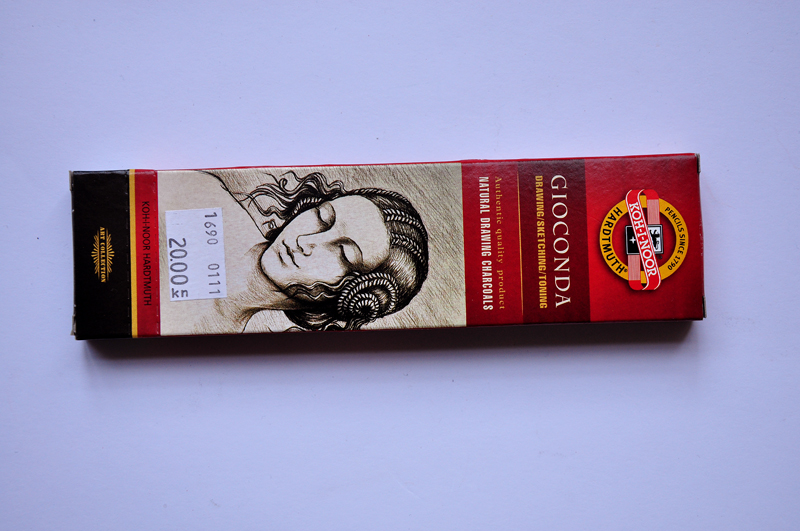 PENCILS SINCE 1790
KOH-I-NOOR
HARDTMUTH
GIOCONDA
DRAWING/SKETCHING/TONING
Authentic quality product
NATURAL DRAWING CHARCOALS
1690 0111
20.00
KOH-I-NOOR HARDTMUTH
ART COLLECTION